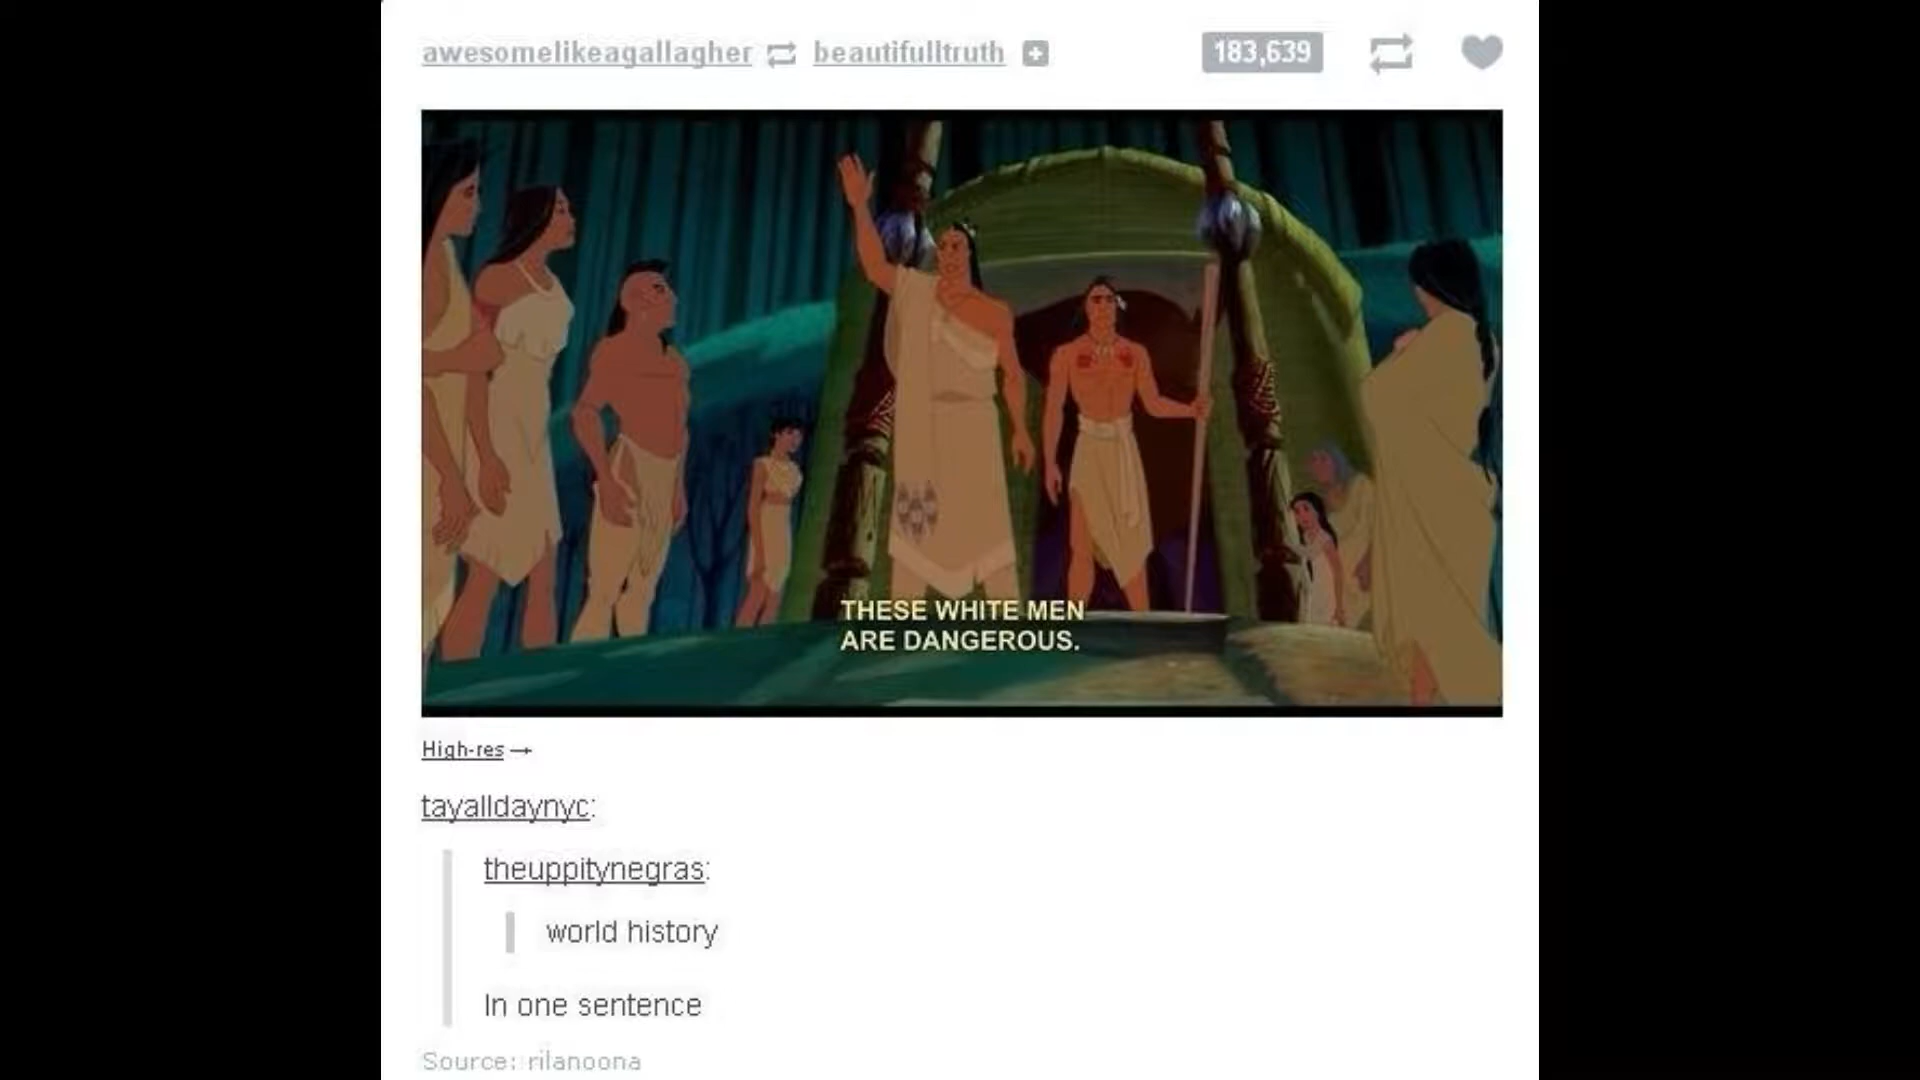 awesomelikeagallagher beautifulltruth
183,639
THESE WHITE MEN
ARE DANGEROUS.
High-res →
tayalldaynyc:
theuppitynegras:
world history
In one sentence
Source: rilanoona